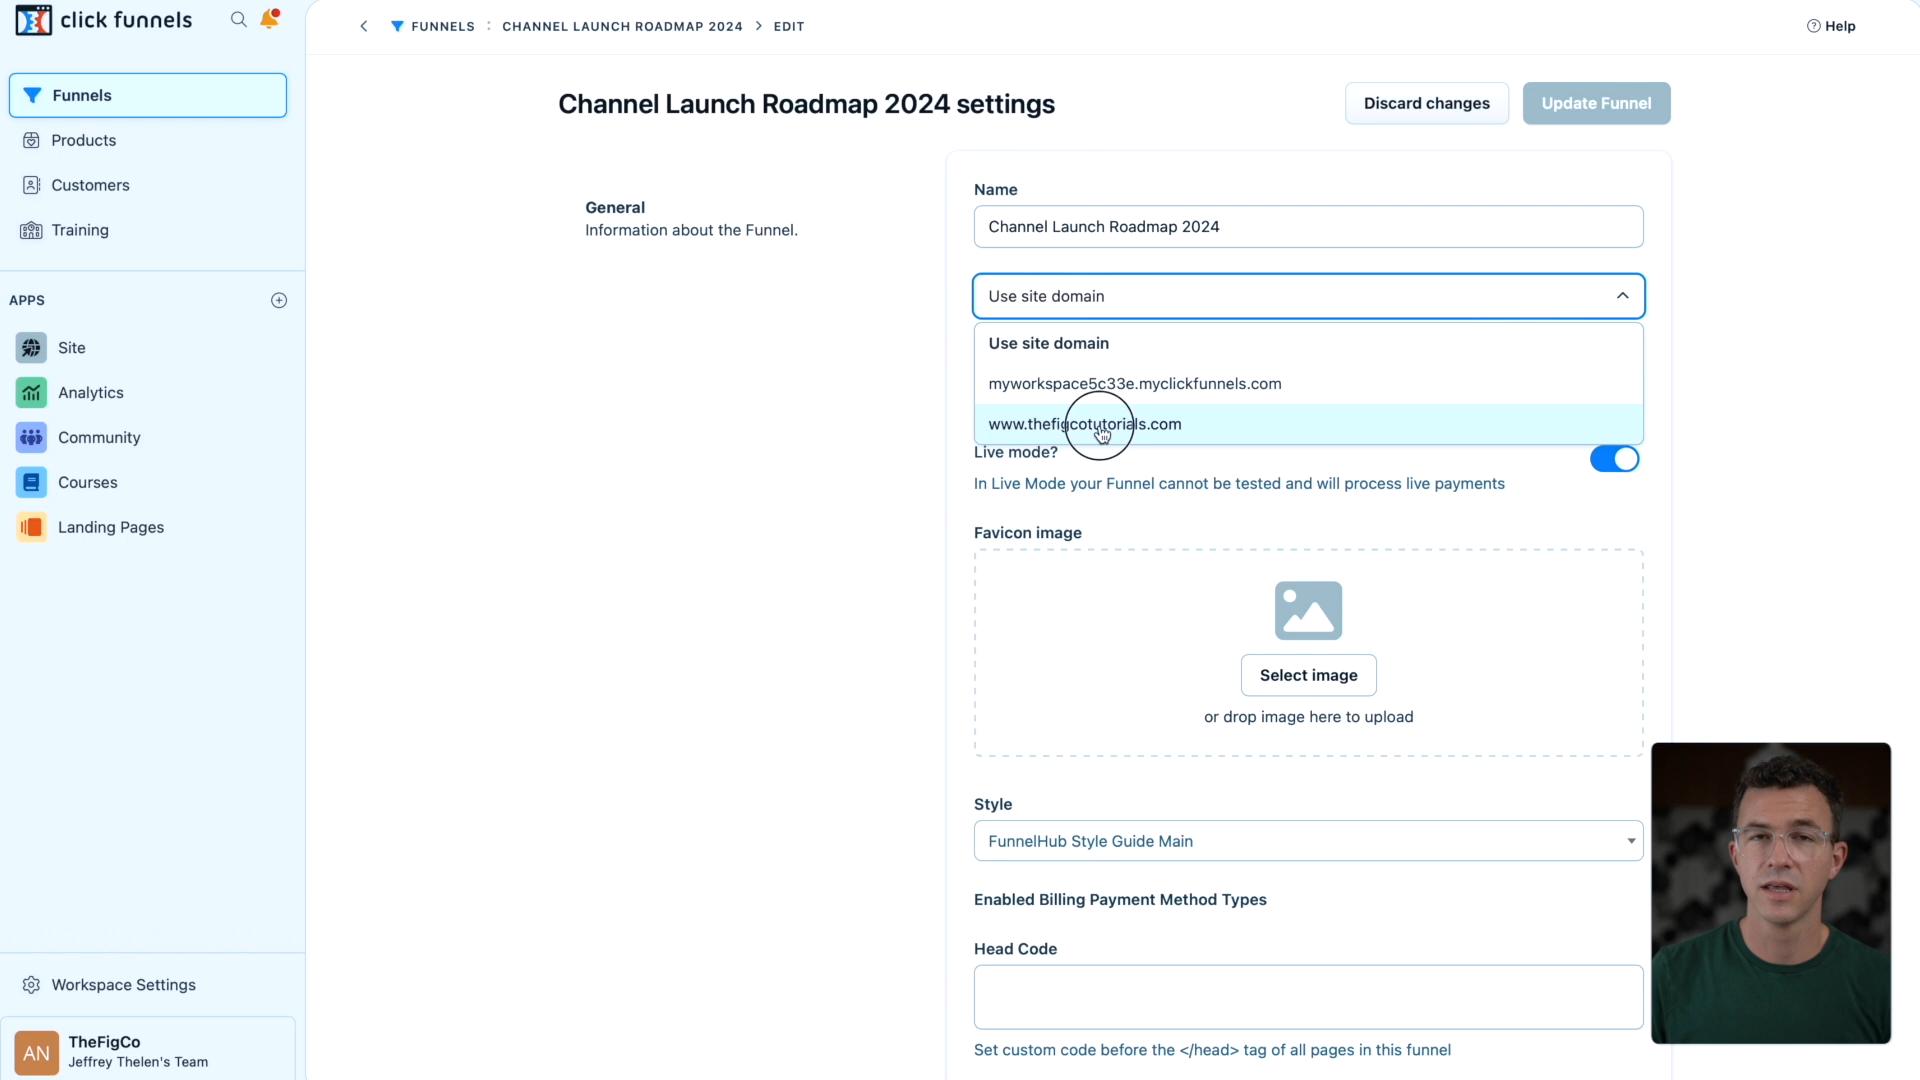 click funnels
FUNNELS : CHANNEL LAUNCH ROADMAP 2024 > EDIT
Help
Funnels
Products
Customers
Training
APPS
Site
Analytics
Community
Courses
Landing Pages
Workspace Settings
AN
TheFigCo
Jeffrey Thelen's Team
Channel Launch Roadmap 2024 settings
Discard changes
Update Funnel
General
Information about the Funnel.
Name
Channel Launch Roadmap 2024
Use site domain
Use site domain
myworkspace5c33e.myclickfunnels.com
www.thefigcotutorials.com
Live mode?
In Live Mode your Funnel cannot be tested and will process live payments
Favicon image
Select image
or drop image here to upload
Style
FunnelHub Style Guide Main
Enabled Billing Payment Method Types
Head Code
Set custom code before the </head> tag of all pages in this funnel